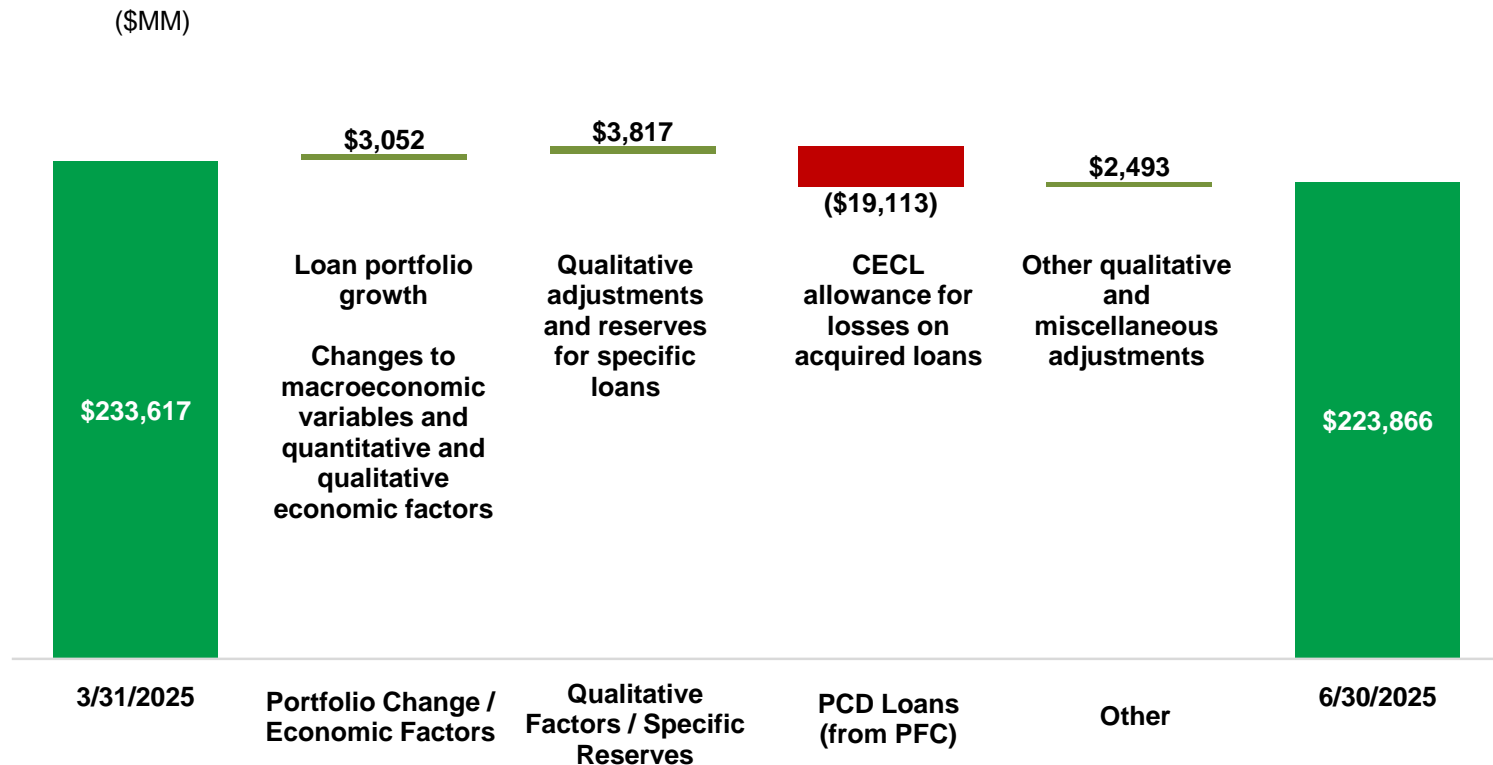 ($MM)
$233,617
$3,052
Loan portfolio
growth
Changes to
macroeconomic
variables and
quantitative and
qualitative
economic factors
$3,817
Qualitative
adjustments
and reserves
for specific
loans
($19,113)
CECL
allowance for
losses on
acquired loans
$2,493
Other qualitative
and
miscellaneous
adjustments
$223,866
3/31/2025
Portfolio Change /
Economic Factors
Qualitative
Factors / Specific
Reserves
PCD Loans
(from PFC)
Other
6/30/2025